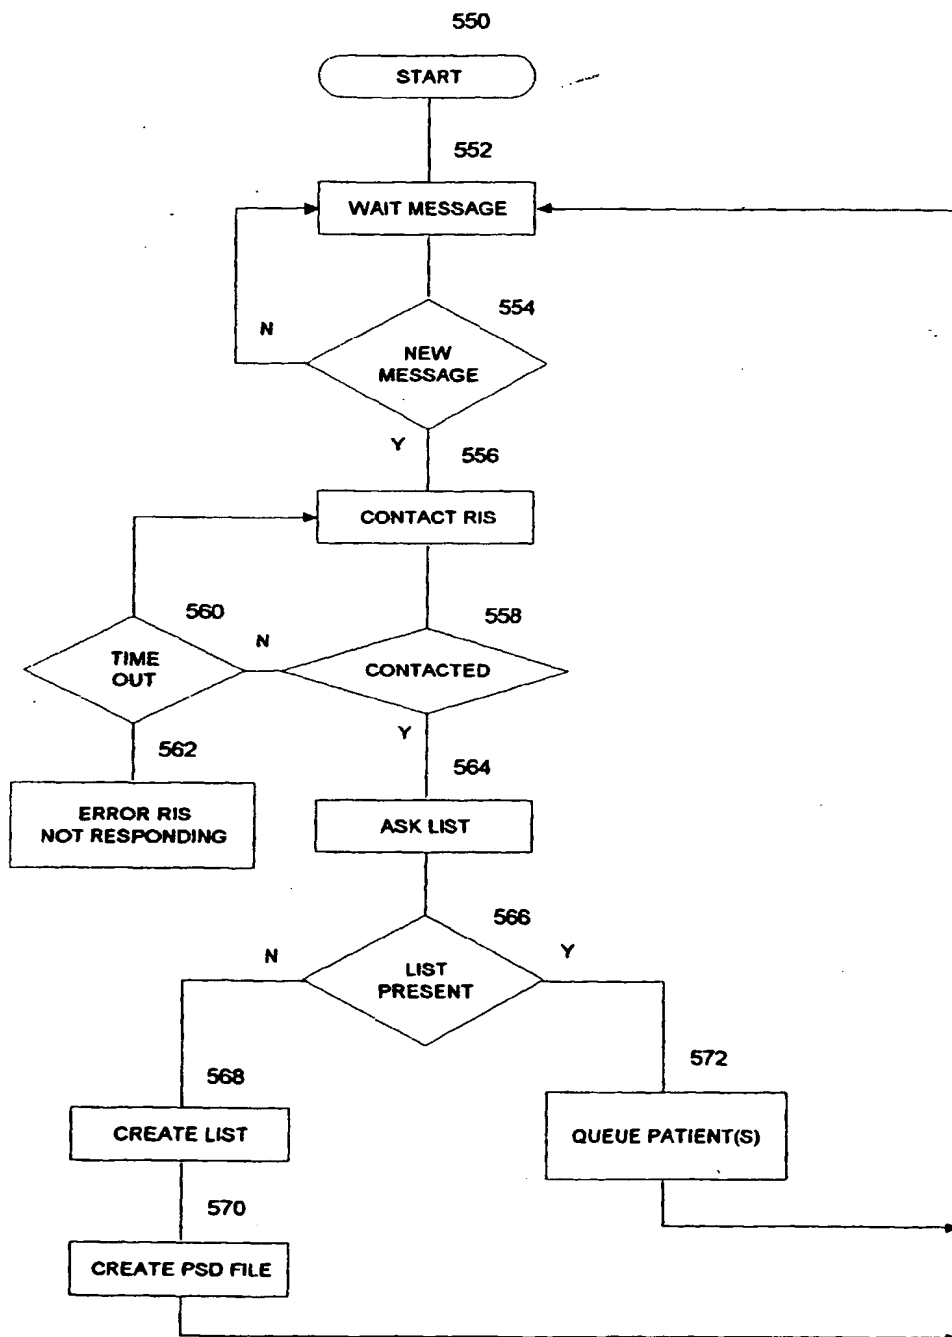 550
START
552
WAIT MESSAGE
554
N
NEW
MESSAGE
Y
556
CONTACT RIS
560
558
N
TIME
OUT
CONTACTED
Y
562
564
ERROR RIS
NOT RESPONDING
ASK LIST
566
N
Y
LIST
PRESENT
568
572
CREATE LIST
QUEUE PATIENT(S)
570
CREATE PSD FILE